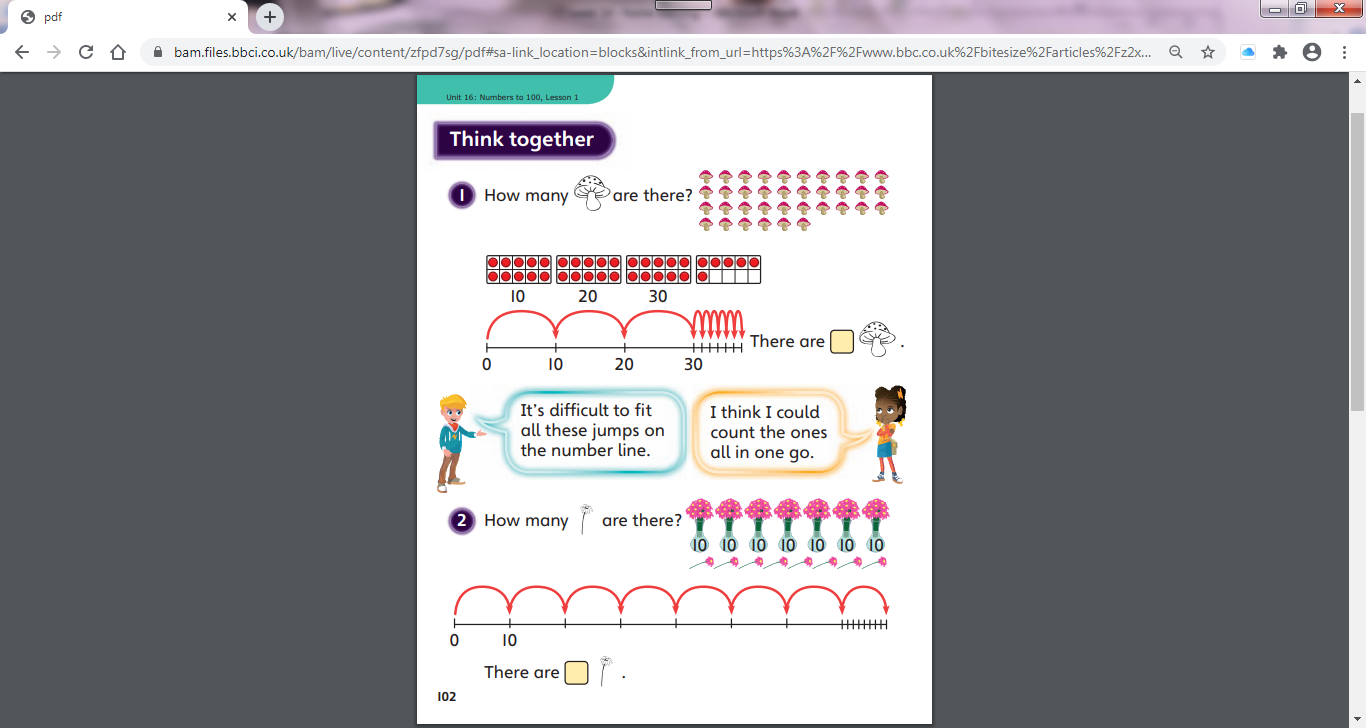 pdf
bam.files.bbci.co.uk/bam/live/content/zfpd7sg/pdf#sa-link_location=blocks&intlink_from_url=https%3A%2F%2Fwww.bbc.co.uk%2Fbitesize%2Farticles%2Fz2x...
Unit 16: Numbers to 100, Lesson 1
Think together
1 How many are there?
10 20 30
There are .
0 10 20 30
It's difficult to fit
all these jumps on
the number line.
I think I could
count the ones
all in one go.
2 How many are there?
10 10 10 10 10 10 10
0 10
There are .
102